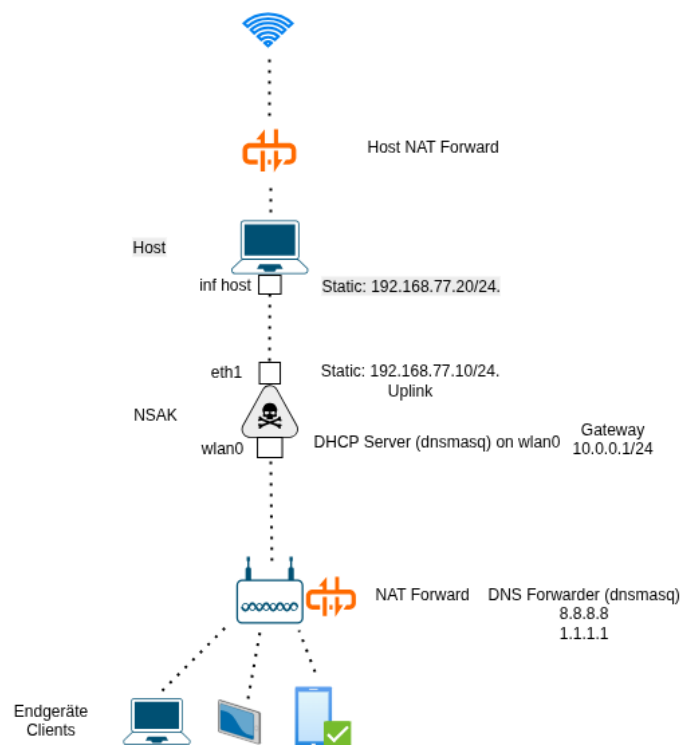 Host NAT Forward
Host
inf host
Static: 192.168.77.20/24.
eth1
Static: 192.168.77.10/24.
Uplink
NSAK
wlan0
DHCP Server (dnsmasq) on wlan0
Gateway
10.0.0.1/24
NAT Forward
DNS Forwarder (dnsmasq)
8.8.8.8
1.1.1.1
Endgeräte
Clients